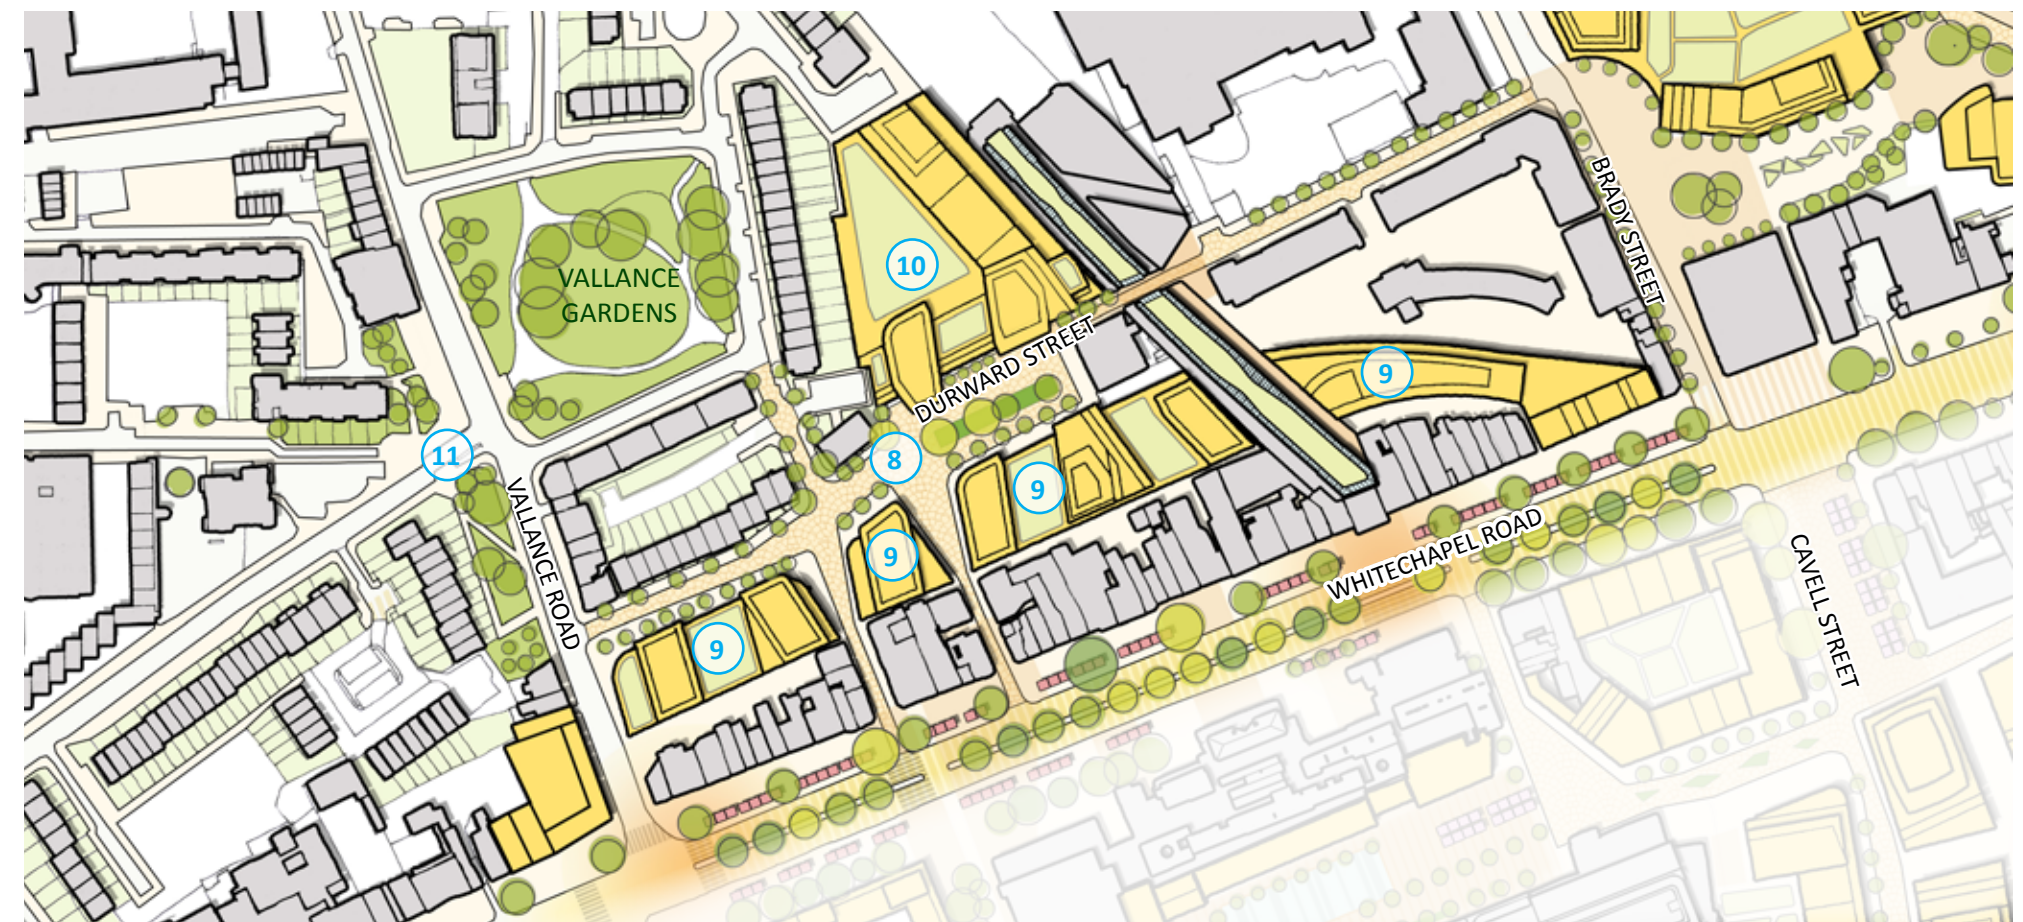 BRADY STREET
10
VALLANCE
GARDENS
DURWARD STREET
9
11
8
9
VALLANCE ROAD
9
WHITECHAPEL ROAD
CAVELL STREET
9